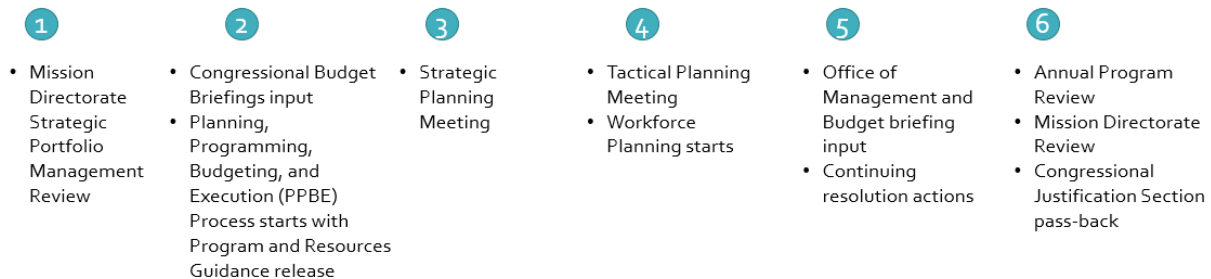 1
• Mission
Directorate
Strategic
Portfolio
Management
Review
2
• Congressional Budget
Briefings input
• Planning,
Programming,
Budgeting, and
Execution (PPBE)
Process starts with
Program and Resources
Guidance release
3
• Strategic
Planning
Meeting
4
• Tactical Planning
Meeting
• Workforce
Planning starts
5
• Office of
Management and
Budget briefing
input
• Continuing
resolution actions
6
• Annual Program
Review
• Mission Directorate
Review
• Congressional
Justification Section
pass-back